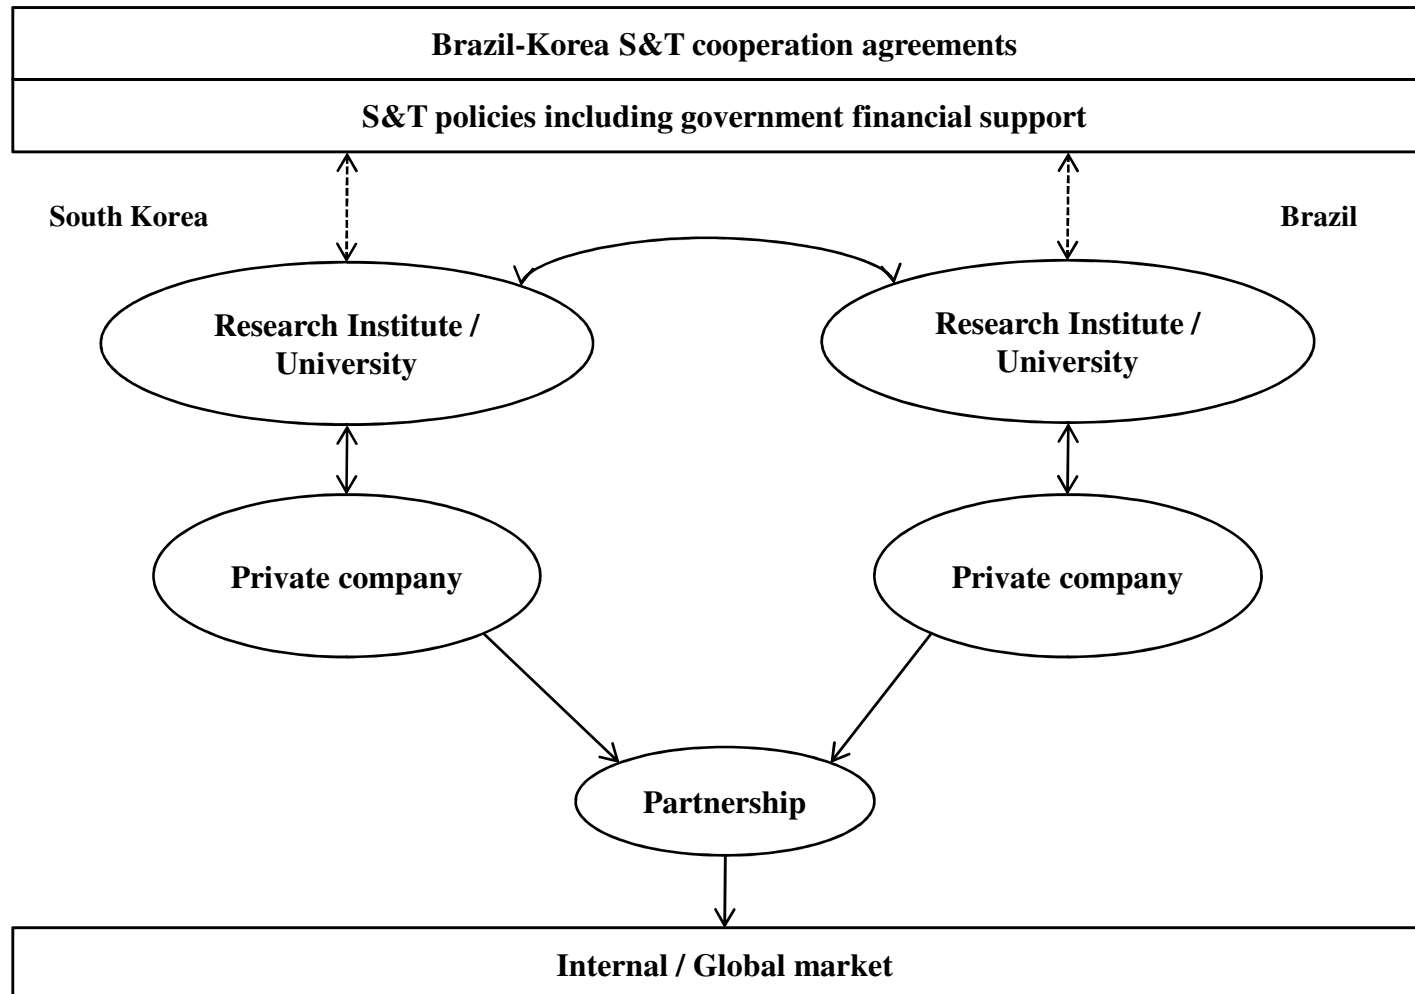 Brazil-Korea S&T cooperation agreements
S&T policies including government financial support
South Korea
Brazil
Research Institute /
University
Research Institute /
University
Private company
Private company
Partnership
Internal / Global market